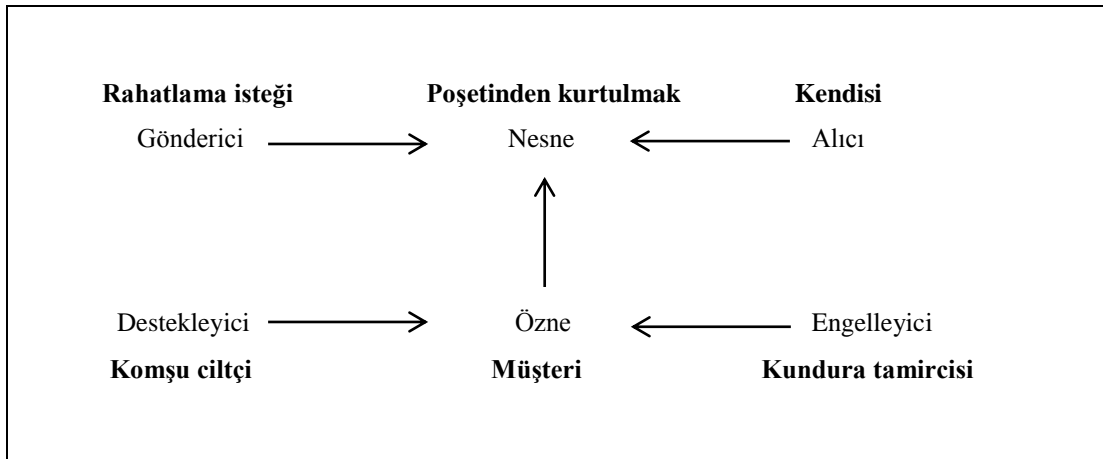 Rahatlama isteği Poşetinden kurtulmak Kendisi
Gönderici Nesne Alıcı
Destekleyici Özne Engelleyici
Komşu ciltçi Müşteri Kundura tamircisi